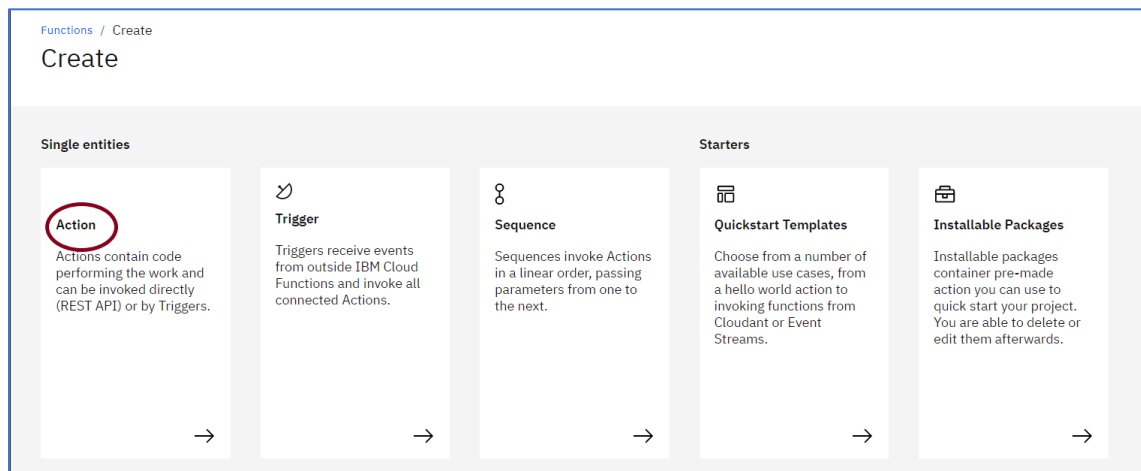 Functions / Create
Create
Single entities
Starters
Action
Actions contain code
performing the work and
can be invoked directly
(REST API) or by Triggers.
Trigger
Triggers receive events
from outside IBM Cloud
Functions and invoke all
connected Actions.
Sequence
Sequences invoke Actions
in a linear order, passing
parameters from one to
the next.
Quickstart Templates
Choose from a number of
available use cases, from
a hello world action to
invoking functions from
Cloudant or Event
Streams.
Installable Packages
Installable packages
container pre-made
action you can use to
quick start your project.
You are able to delete or
edit them afterwards.